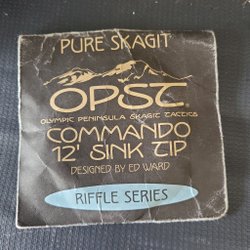 PURE SKAGIT
OPST
OLYMPIC PENINSULA SKAGIT TACTICS
COMMANDO
12' SINK TIP
DESIGNED BY ED WARD
RIFFLE SERIES